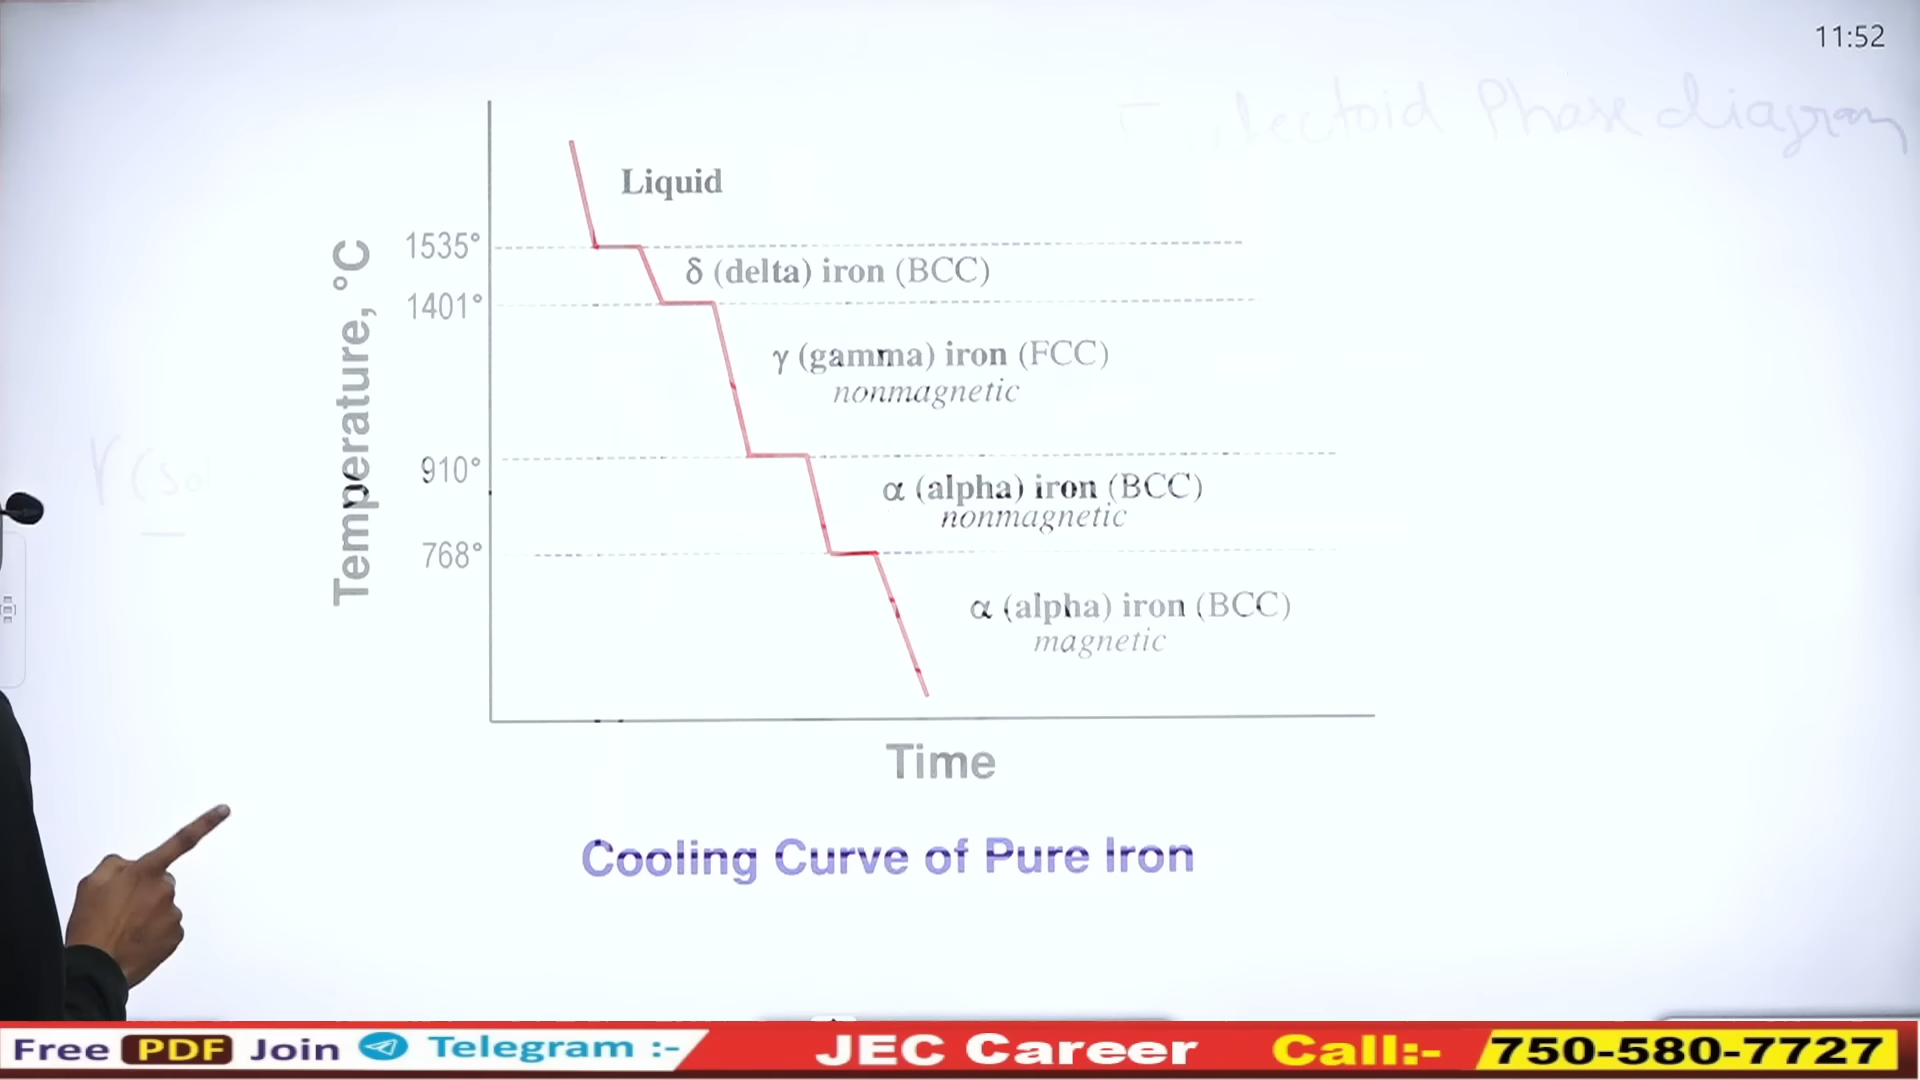 11:52
Phase diagram
Liquid
1535°
δ (delta) iron (BCC)
1401°
γ (gamma) iron (FCC)
nonmagnetic
910°
α (alpha) iron (BCC)
nonmagnetic
768°
α (alpha) iron (BCC)
magnetic
Temperature, °C
Time
Cooling Curve of Pure Iron
Free PDF Join Telegram :- JEC Career Call:- 750-580-7727